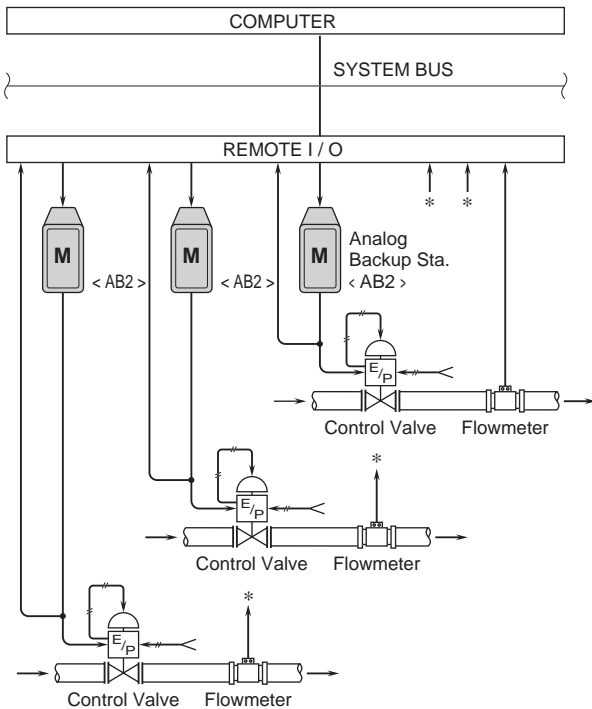 COMPUTER
SYSTEM BUS
REMOTE I / O
* *
M M M
Analog
Backup Sta.
< AB2 > < AB2 > < AB2 >
E/P
Control Valve Flowmeter
*
E/P
Control Valve Flowmeter
*
E/P
Control Valve Flowmeter